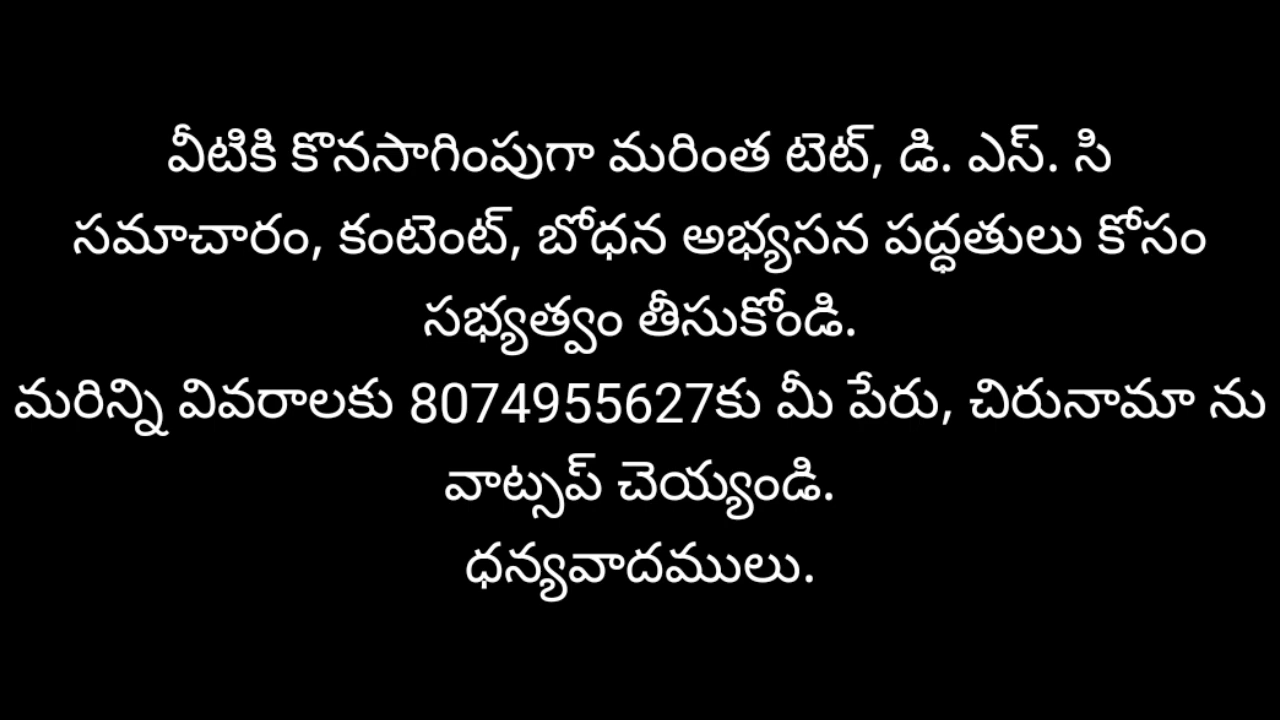 వీటికి కొనసాగింపుగా మరింత టెట్, డి. ఎస్. సి
సమాచారం, కంటెంట్, బోధన అభ్యసన పద్ధతులు కోసం
సభ్యత్వం తీసుకోండి.
మరిన్ని వివరాలకు 8074955627కు మీ పేరు, చిరునామా ను
వాట్సప్ చెయ్యండి.
ధన్యవాదములు.